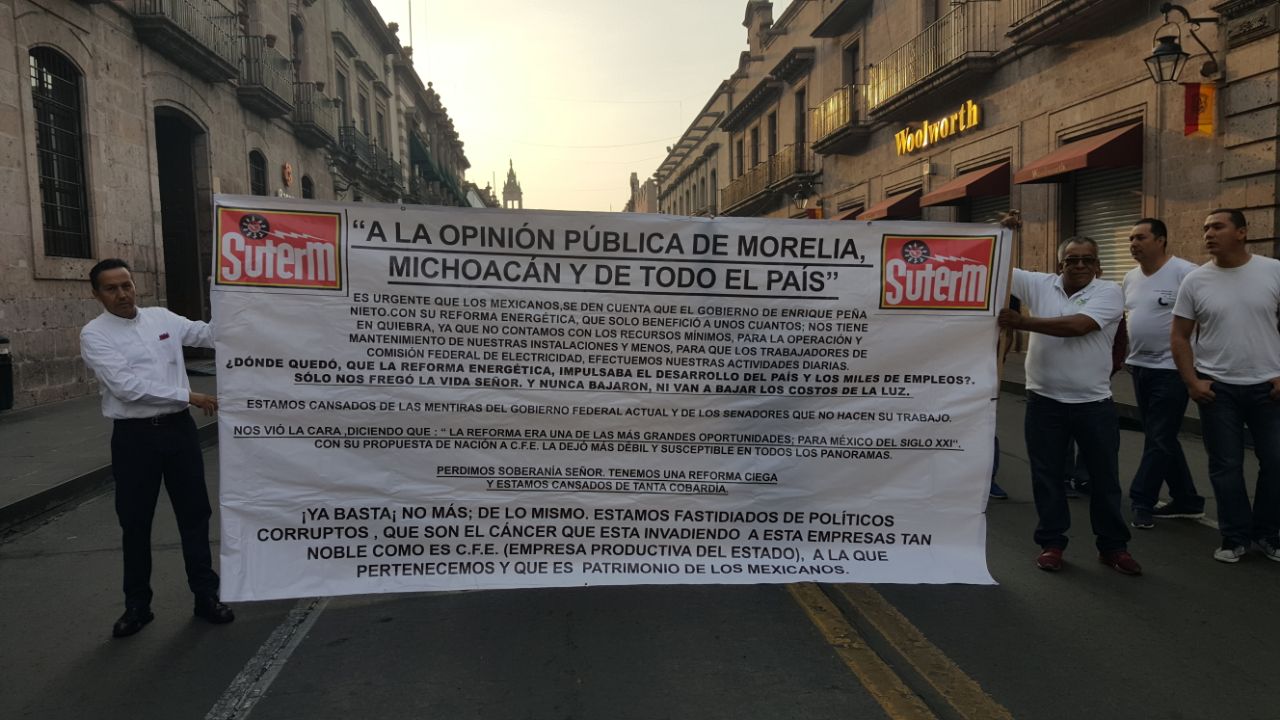 Woolworth
Suterm
"A LA OPINIÓN PÚBLICA DE MORELIA,
MICHOACÁN Y DE TODO EL PAÍS"
Suterm
ES URGENTE QUE LOS MEXICANOS,SE DEN CUENTA QUE EL GOBIERNO DE ENRIQUE PEÑA
NIETO.CON SU REFORMA ENERGÉTICA, QUE SOLO BENEFICIÓ A UNOS CUANTOS; NOS TIENE
EN QUIEBRA, YA QUE NO CONTAMOS CON LOS RECURSOS MÍNIMOS, PARA LA OPERACIÓN Y
MANTENIMIENTO DE NUESTRAS INSTALACIONES Y MENOS, PARA QUE LOS TRABAJADORES DE
COMISIÓN FEDERAL DE ELECTRICIDAD, EFECTUEMOS NUESTRAS ACTIVIDADES DIARIAS.
¿DÓNDE QUEDÓ, QUE LA REFORMA ENERGÉTICA, IMPULSABA EL DESARROLLO DEL PAÍS Y LOS MILES DE EMPLEOS?.
SÓLO NOS FREGÓ LA VIDA SEÑOR. Y NUNCA BAJARON, NI VAN A BAJAR LOS COSTOS DE LA LUZ.
ESTAMOS CANSADOS DE LAS MENTIRAS DEL GOBIERNO FEDERAL ACTUAL Y DE LOS SENADORES QUE NO HACEN SU TRABAJO.
NOS VIÓ LA CARA ,DICIENDO QUE : " LA REFORMA ERA UNA DE LAS MÁS GRANDES OPORTUNIDADES; PARA MÉXICO DEL SIGLO XXI".
CON SU PROPUESTA DE NACIÓN A C.F.E. LA DEJÓ MÁS DÉBIL Y SUSCEPTIBLE EN TODOS LOS PANORAMAS.
PERDIMOS SOBERANÍA SEÑOR. TENEMOS UNA REFORMA CIEGA
Y ESTAMOS CANSADOS DE TANTA COBARDÍA.
¡YA BASTA¡ NO MÁS; DE LO MISMO. ESTAMOS FASTIDIADOS DE POLÍTICOS
CORRUPTOS , QUE SON EL CÁNCER QUE ESTA INVADIENDO A ESTA EMPRESAS TAN
NOBLE COMO ES C.F.E. (EMPRESA PRODUCTIVA DEL ESTADO), A LA QUE
PERTENECEMOS Y QUE ES PATRIMONIO DE LOS MEXICANOS.